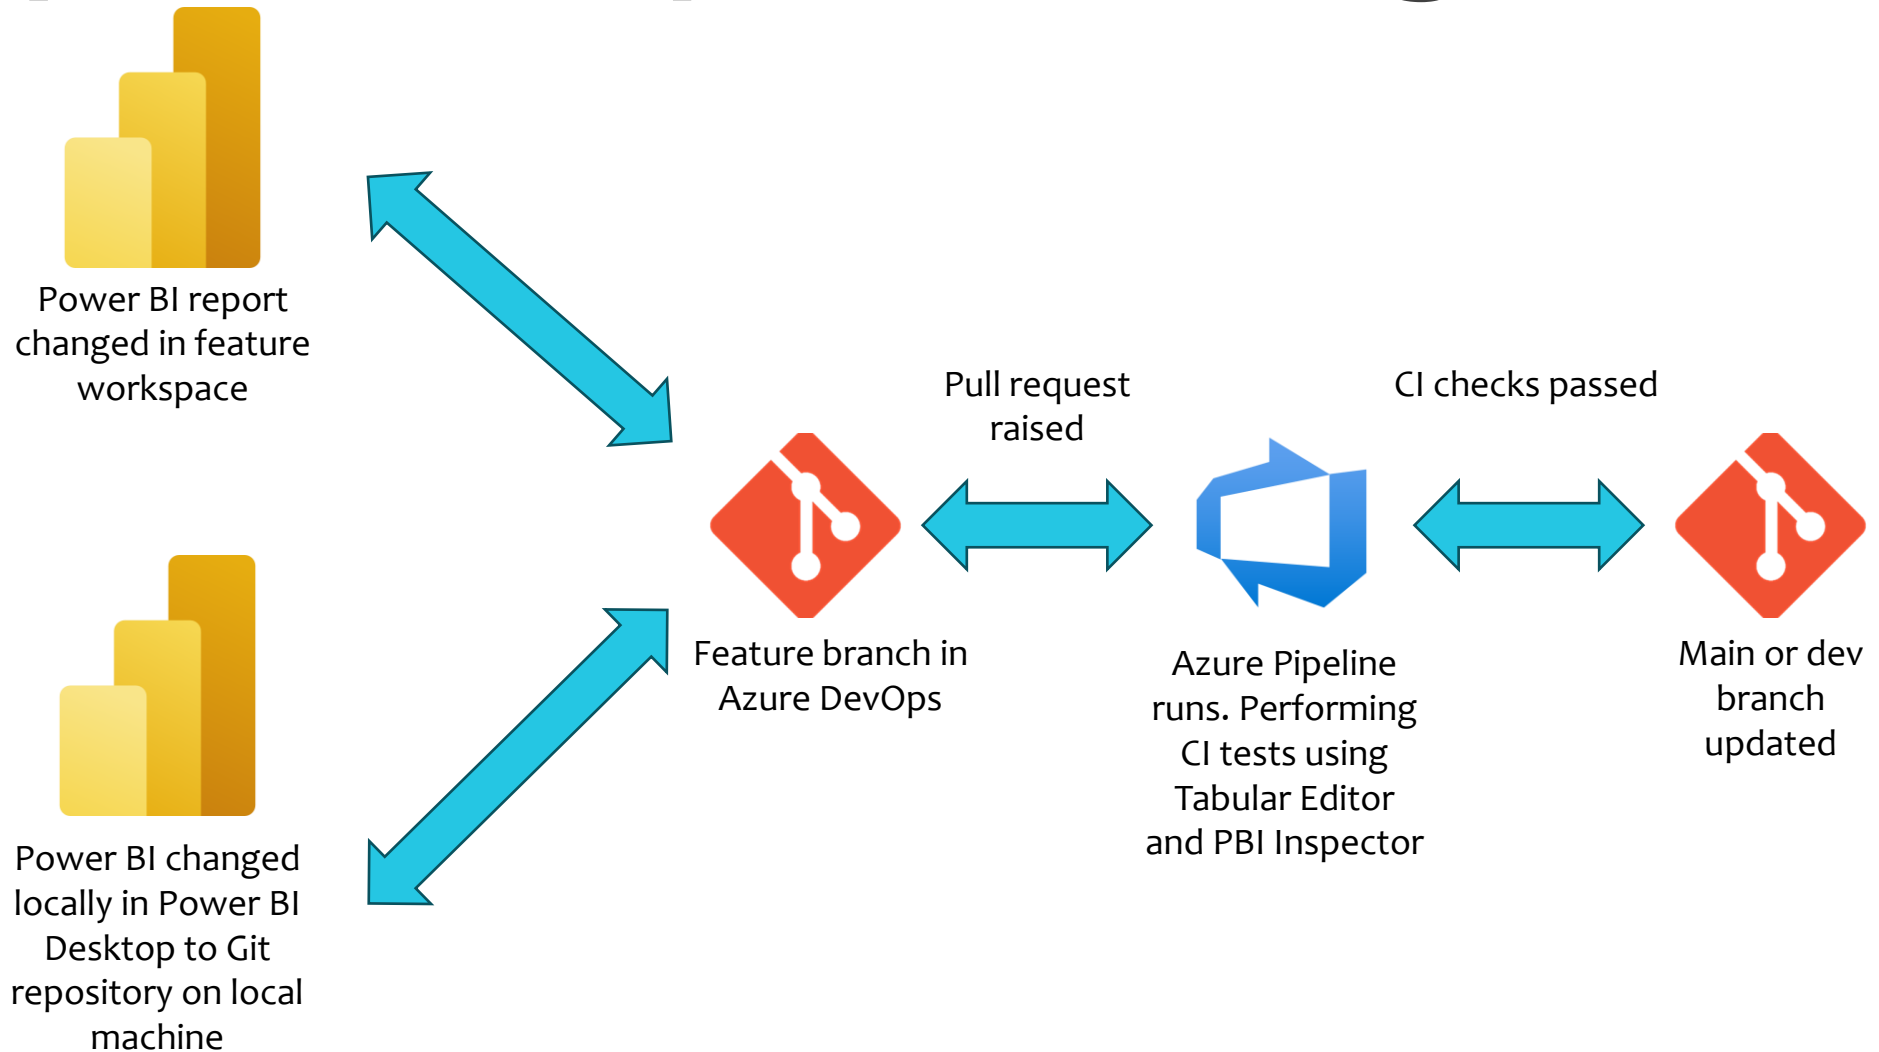 Power BI report
changed in feature
workspace
Pull request
raised
CI checks passed
Feature branch in
Azure DevOps
Azure Pipeline
runs. Performing
CI tests using
Tabular Editor
and PBI Inspector
Main or dev
branch
updated
Power BI changed
locally in Power BI
Desktop to Git
repository on local
machine